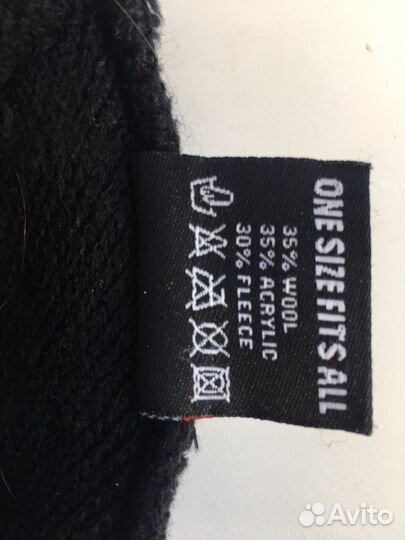 ONE SIZE FITS ALL
35% WOOL
35% ACRYLIC
30% FLEECE
Avito